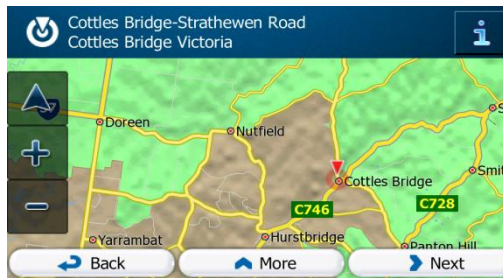 Cottles Bridge-Strathewen Road
Cottles Bridge Victoria
i
Doreen
Nutfield
Cottles Bridge
Smit
C746
C728
Yarrambat
Hurstbridge
Panton Hill
Back
More
Next